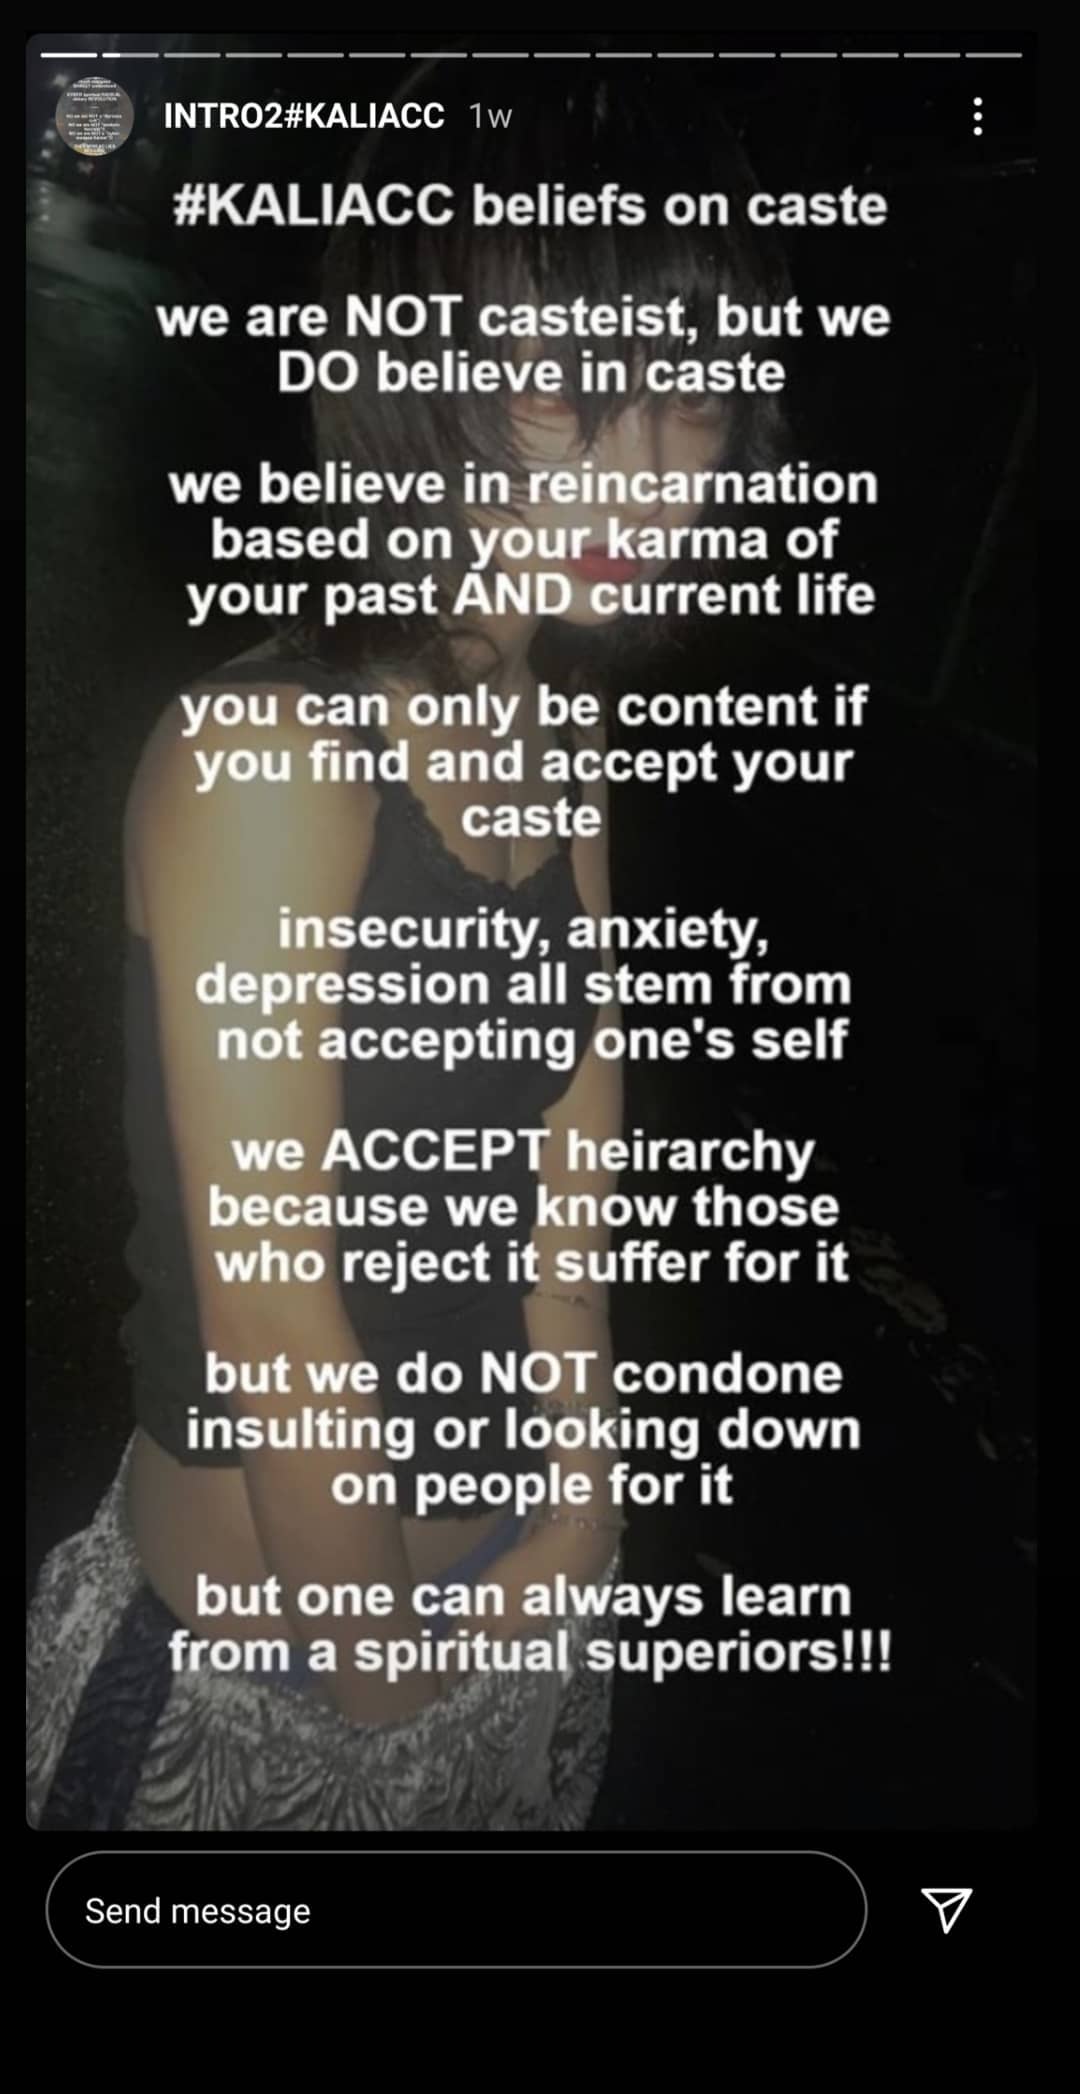 INTRO2#KALIACC 1w
#KALIACC beliefs on caste
we are NOT casteist, but we
DO believe in caste
we believe in reincarnation
based on your karma of
your past AND current life
you can only be content if
you find and accept your
caste
insecurity, anxiety,
depression all stem from
not accepting one's self
we ACCEPT heirarchy
because we know those
who reject it suffer for it
but we do NOT condone
insulting or looking down
on people for it
but one can always learn
from a spiritual superiors!!!
Send message